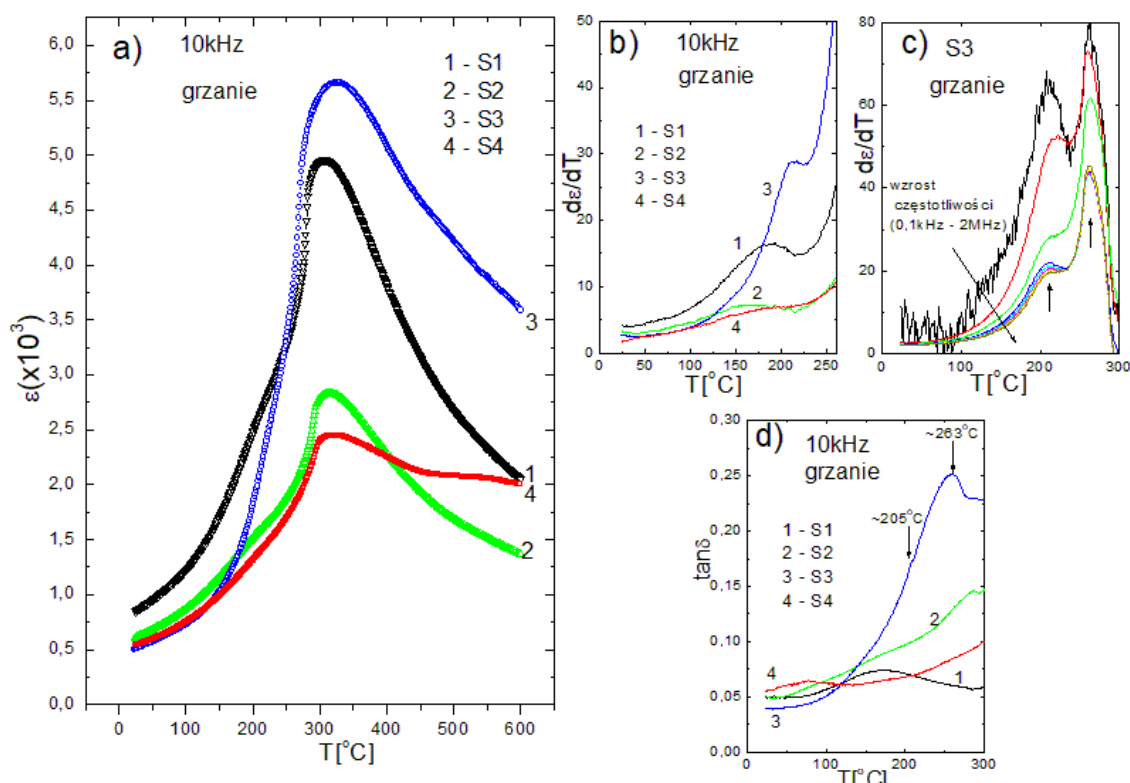 a)
10kHz
grzanie
1 - S1
2 - S2
3 - S3
4 - S4
ε(x10³)
6,0
5,5
5,0
4,5
4,0
3,5
3,0
2,5
2,0
1,5
1,0
0,5
0,0
3
1
4
2
0 100 200 300 400 500 600
T[°C]
b)
10kHz
grzanie
1 - S1
2 - S2
3 - S3
4 - S4
dε/dT
50
40
30
20
10
0
3
1
2
4
0 50 100 150 200 250
T[°C]
c)
S3
grzanie
dε/dT
80
60
40
20
0
wzrost
częstotliwości
(0,1kHz - 2MHz)
0 100 200 300
T[°C]
d)
10kHz
grzanie
~263°C
~205°C
1 - S1
2 - S2
3 - S3
4 - S4
tanδ
0,30
0,25
0,20
0,15
0,10
0,05
0,00
2
4
1
3
0 100 200 300
T[°C]